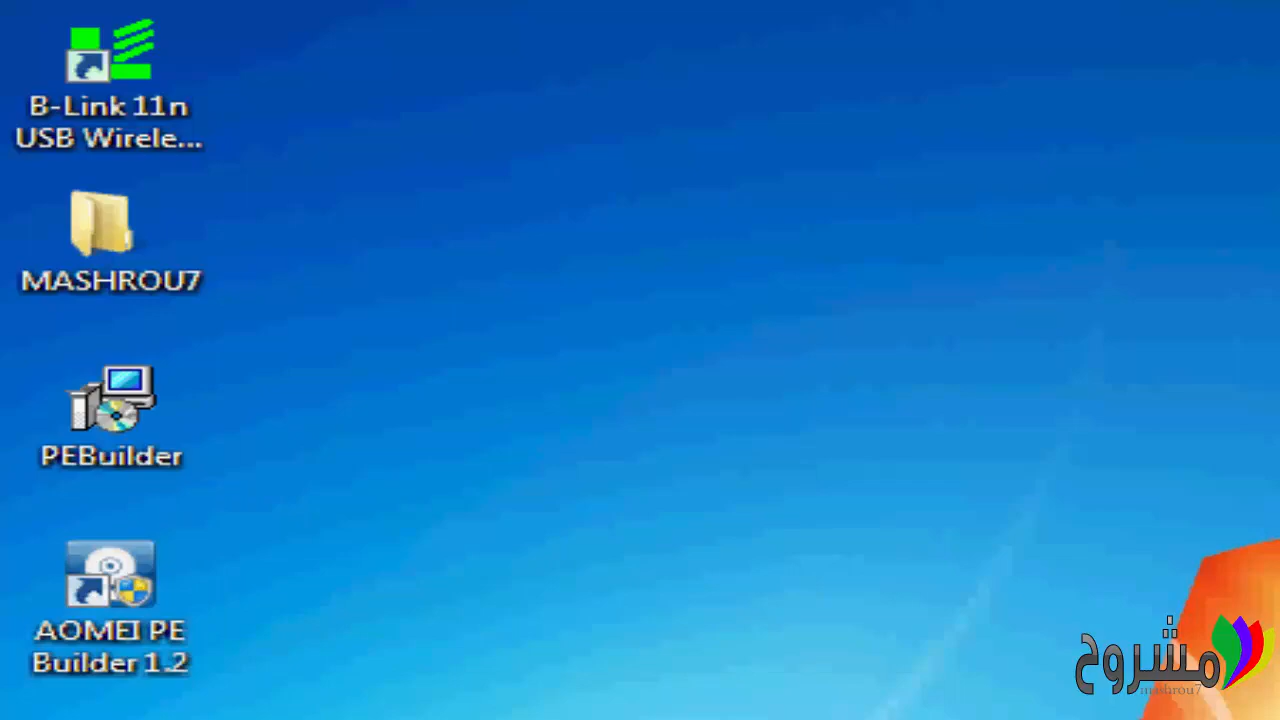 B-Link 11n
USB Wirele...
MASHROU7
PEBuilder
AOMEI PE
Builder 1.2
مشروح
mashrou7